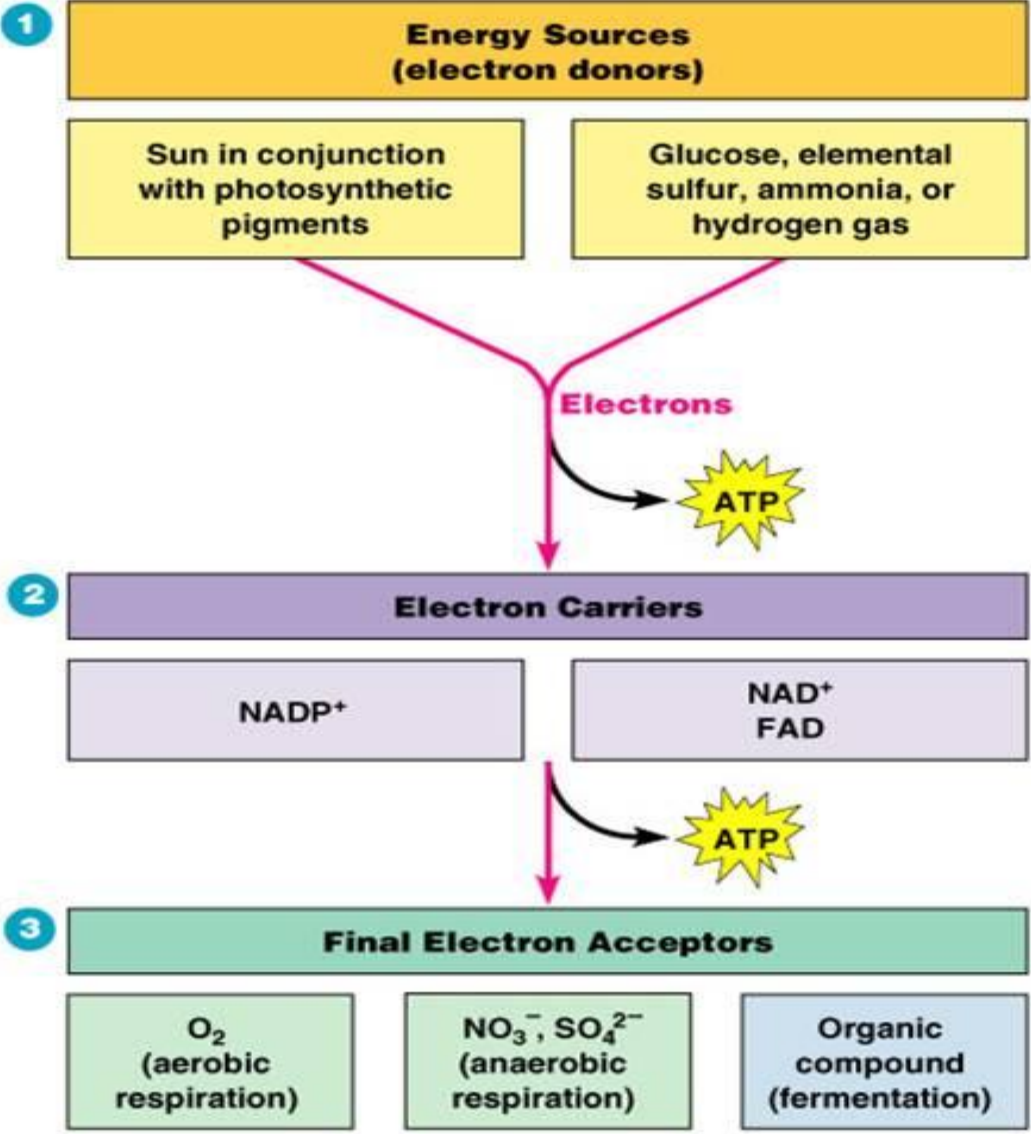 1
Energy Sources
(electron donors)
Sun in conjunction
with photosynthetic
pigments
Glucose, elemental
sulfur, ammonia, or
hydrogen gas
Electrons
ATP
2
Electron Carriers
NADP⁺
NAD⁺
FAD
ATP
3
Final Electron Acceptors
O₂
(aerobic
respiration)
NO₃⁻, SO₄²⁻
(anaerobic
respiration)
Organic
compound
(fermentation)